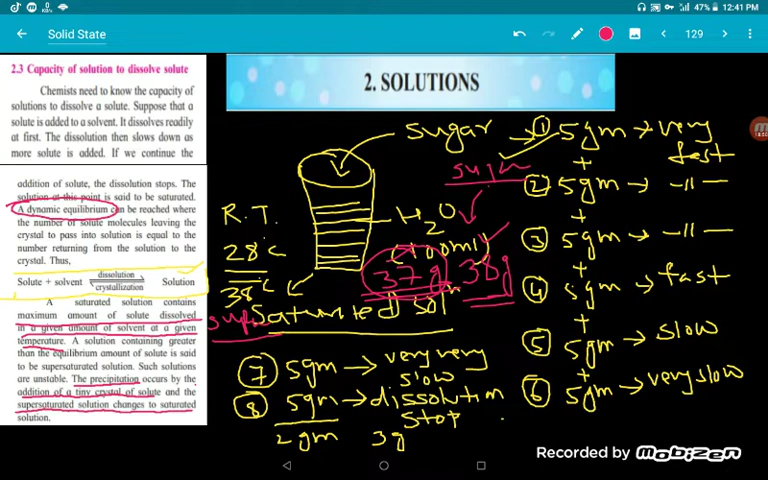 12:41 PM
47%
0
KB/s
Solid State
129
2.3 Capacity of solution to dissolve solute
Chemists need to know the capacity of
solutions to dissolve a solute. Suppose that a
solute is added to a solvent. It dissolves readily
at first. The dissolution then slows down as
more solute is added. If we continue the
addition of solute, the dissolution stops. The
solution at this point is said to be saturated.
A dynamic equilibrium can be reached where
the number of solute molecules leaving the
crystal to pass into solution is equal to the
number returning from the solution to the
crystal. Thus,
Solute + solvent dissolution crystallization Solution
A saturated solution contains
maximum amount of solute dissolved
in a given amount of solvent at a given
temperature. A solution containing greater
than the equilibrium amount of solute is said
to be supersaturated solution. Such solutions
are unstable. The precipitation occurs by the
addition of a tiny crystal of solute and the
supersaturated solution changes to saturated
solution.
2. SOLUTIONS
sugar
sugar
R.T.
28°c
38°c
H2O
(100ml)
37g 38g
super Saturated sol
① 5gm → very fast
+
② 5gm → -11-
+
③ 5gm → -11-
+
④ 5gm → fast
+
⑤ 5gm → slow
+
⑥ 5gm → very slow
⑦ 5gm → very very slow
⑧ 5gm → dissolution stop
2gm 3g
RECORDED WITH
mobizen